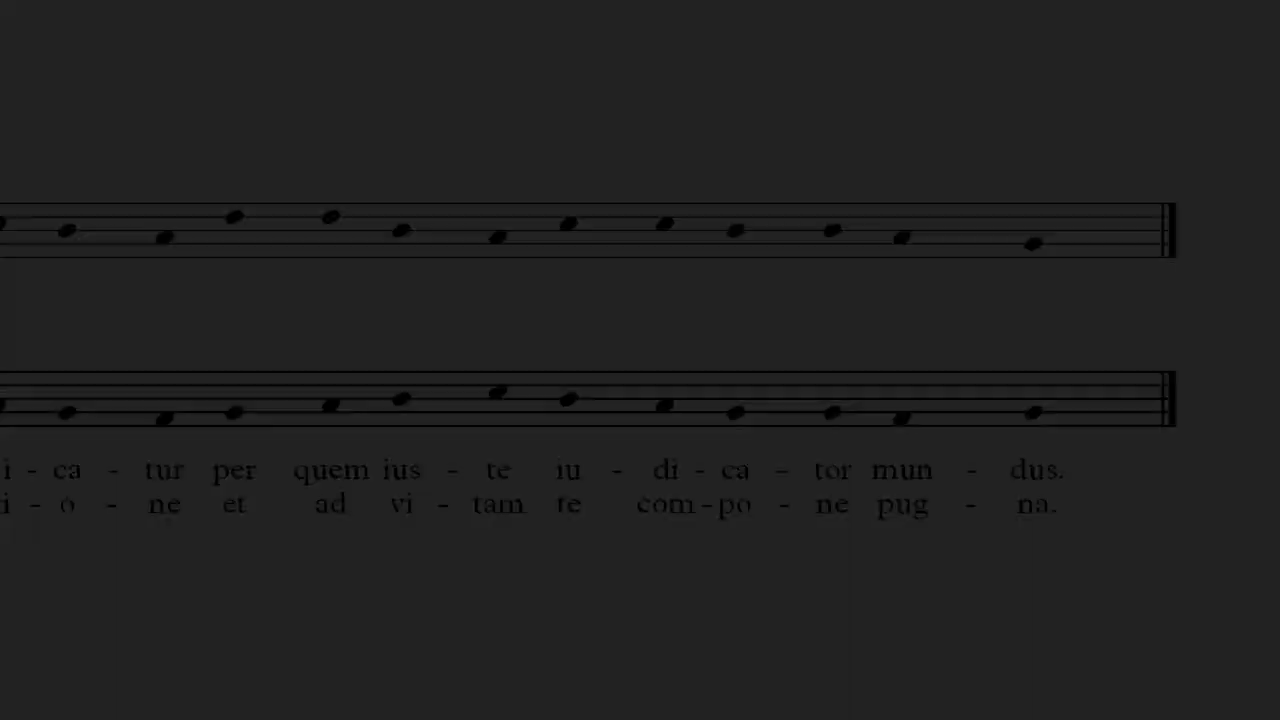 i - ca - tur per quem ius - te iu - di - ca - tor mun - dus.
i - o - ne et ad vi - tam te com - po - ne pug - na.